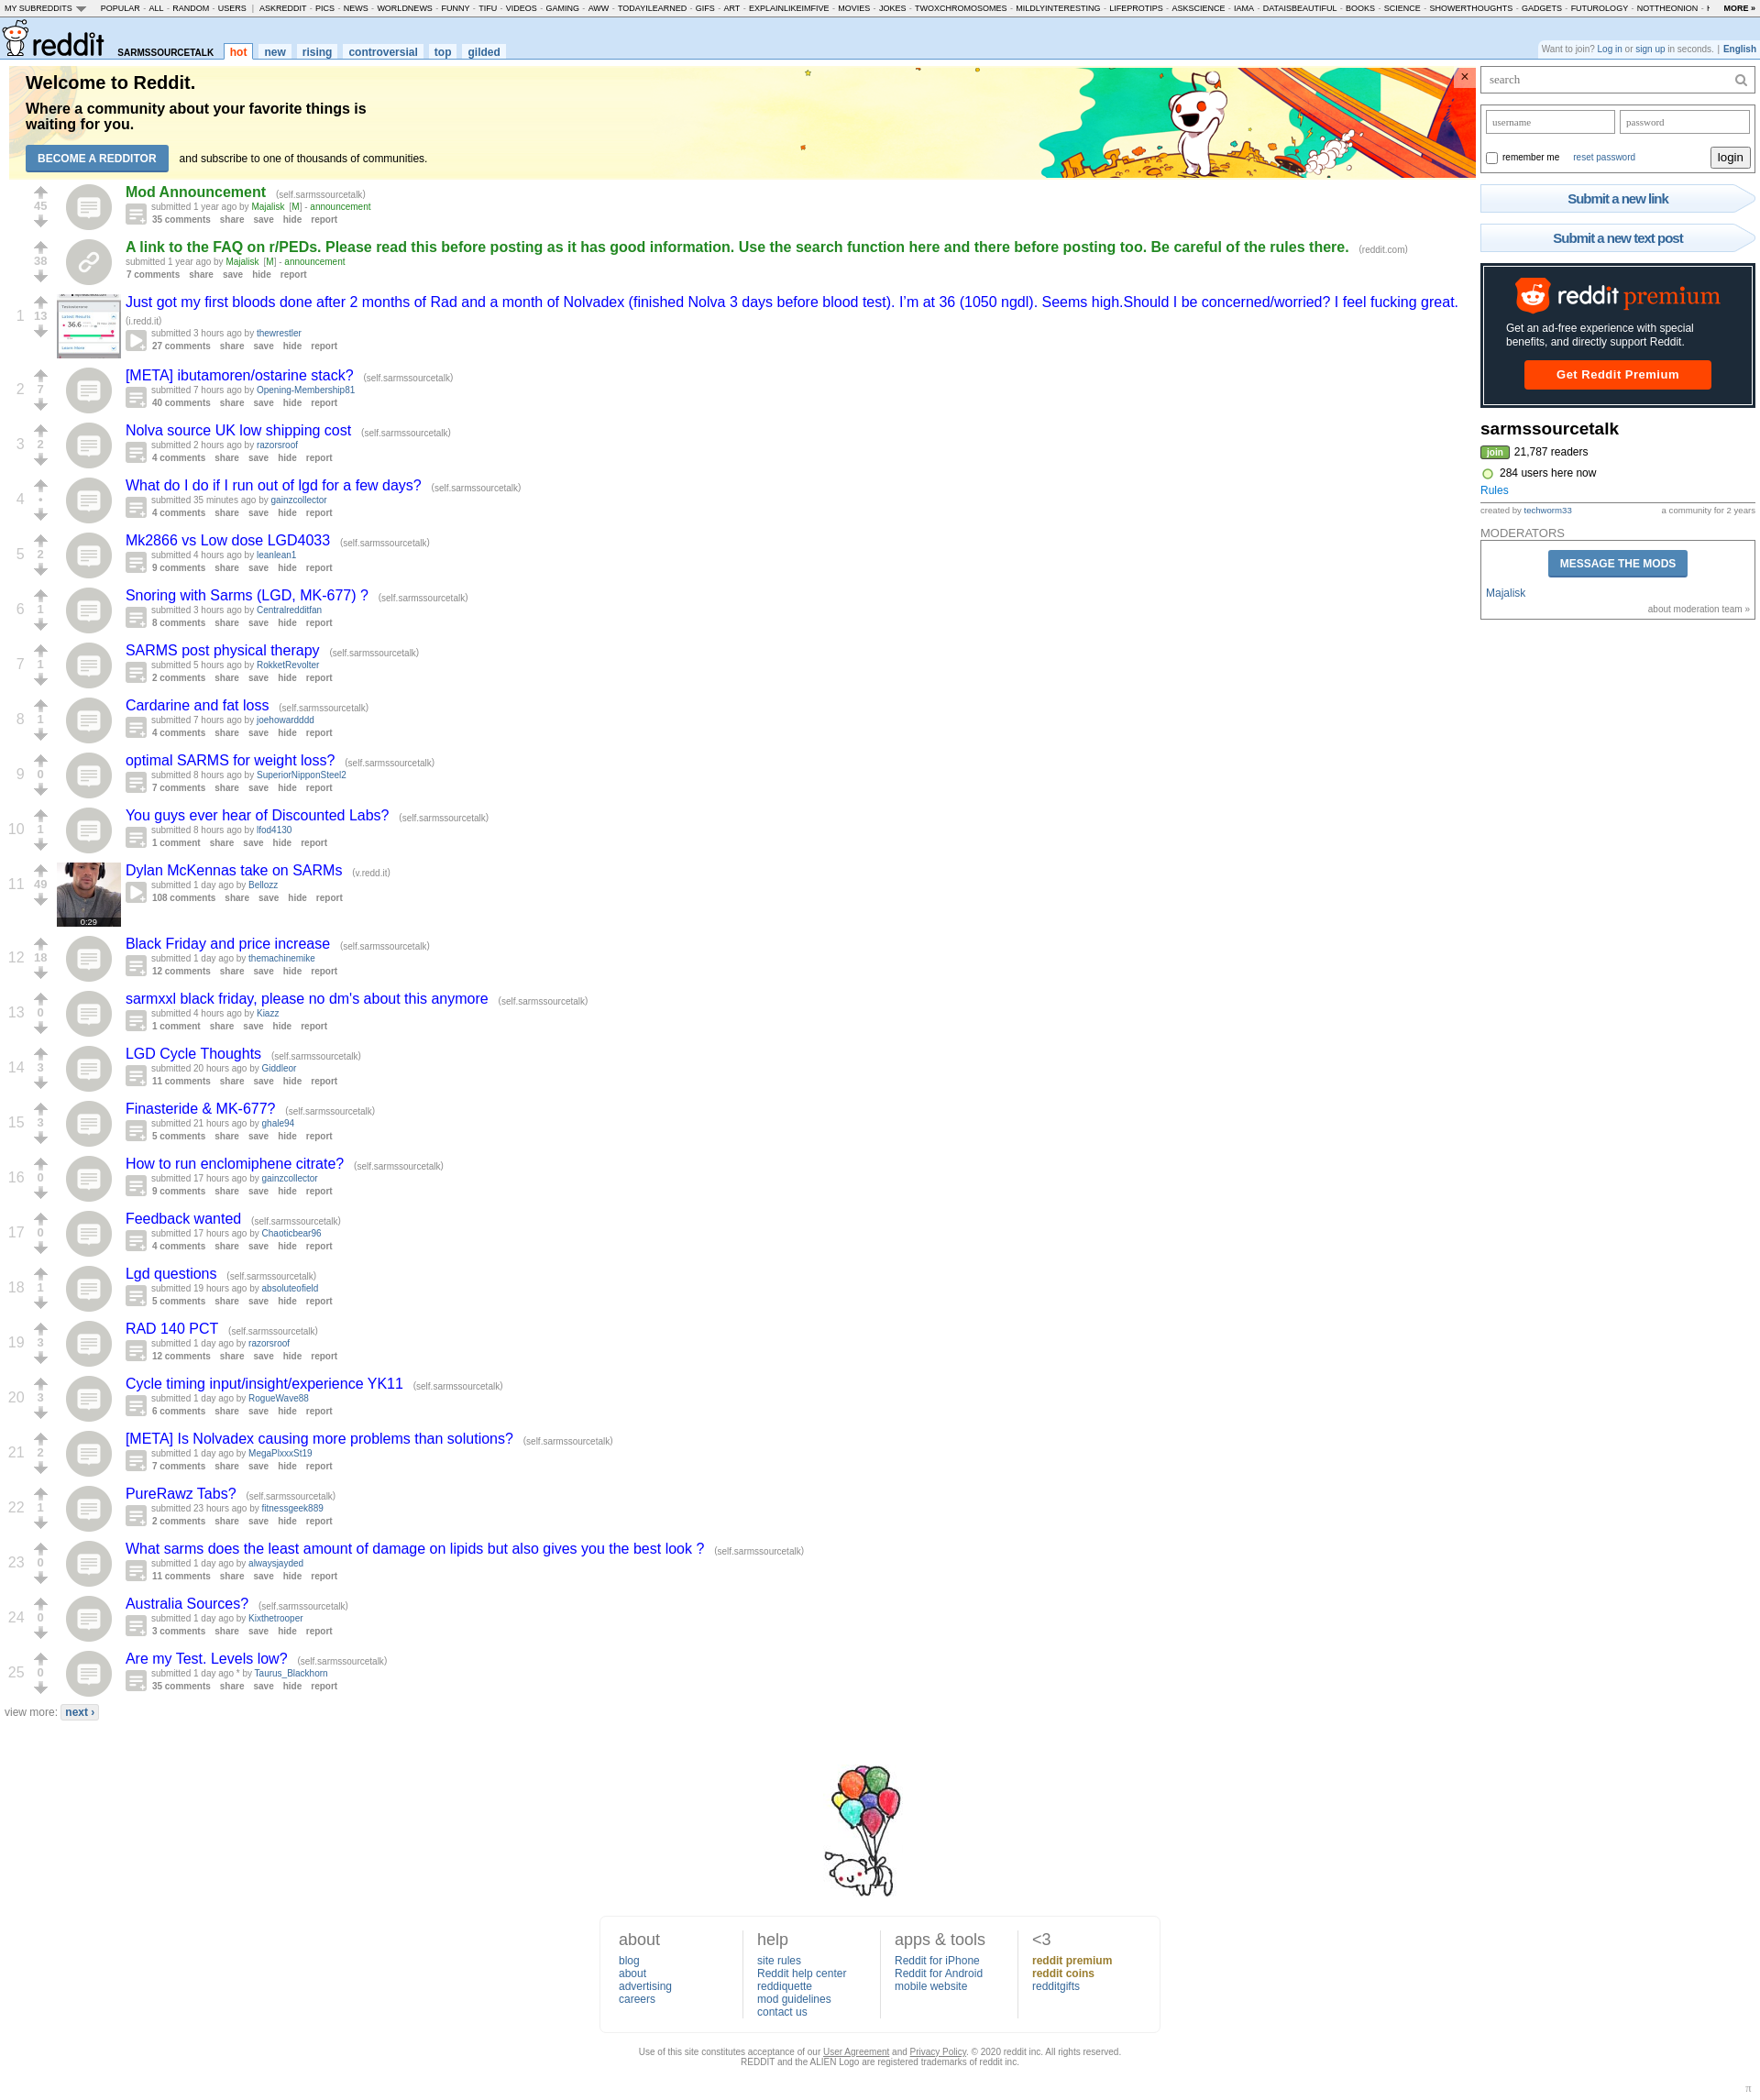 MY SUBREDDITS POPULAR - ALL - RANDOM - USERS | ASKREDDIT - PICS - NEWS - WORLDNEWS - FUNNY - TIFU - VIDEOS - GAMING - AWW - TODAYILEARNED - GIFS - ART - EXPLAINLIKEIMFIVE - MOVIES - JOKES - TWOXCHROMOSOMES - MILDLYINTERESTING - LIFEPROTIPS - ASKSCIENCE - IAMA - DATAISBEAUTIFUL - BOOKS - SCIENCE - SHOWERTHOUGHTS - GADGETS - FUTUROLOGY - NOTTHEONION - MORE »
reddit SARMSSOURCETALK hot new rising controversial top gilded
Want to join? Log in or sign up in seconds. | English
Welcome to Reddit.
Where a community about your favorite things is
waiting for you.
BECOME A REDDITOR and subscribe to one of thousands of communities.
×
45
Mod Announcement (self.sarmssourcetalk)
submitted 1 year ago by Majalisk [M] - announcement
35 comments share save hide report
38
A link to the FAQ on r/PEDs. Please read this before posting as it has good information. Use the search function here and there before posting too. Be careful of the rules there. (reddit.com)
submitted 1 year ago by Majalisk [M] - announcement
7 comments share save hide report
1 13
36.6
Just got my first bloods done after 2 months of Rad and a month of Nolvadex (finished Nolva 3 days before blood test). I’m at 36 (1050 ngdl). Seems high.Should I be concerned/worried? I feel fucking great.
(i.redd.it)
submitted 3 hours ago by thewrestler
27 comments share save hide report
2 7
[META] ibutamoren/ostarine stack? (self.sarmssourcetalk)
submitted 7 hours ago by Opening-Membership81
40 comments share save hide report
3 2
Nolva source UK low shipping cost (self.sarmssourcetalk)
submitted 2 hours ago by razorsroof
4 comments share save hide report
4 •
What do I do if I run out of lgd for a few days? (self.sarmssourcetalk)
submitted 35 minutes ago by gainzcollector
4 comments share save hide report
5 2
Mk2866 vs Low dose LGD4033 (self.sarmssourcetalk)
submitted 4 hours ago by leanlean1
9 comments share save hide report
6 1
Snoring with Sarms (LGD, MK-677) ? (self.sarmssourcetalk)
submitted 3 hours ago by Centralredditfan
8 comments share save hide report
7 1
SARMS post physical therapy (self.sarmssourcetalk)
submitted 5 hours ago by RokketRevolter
2 comments share save hide report
8 1
Cardarine and fat loss (self.sarmssourcetalk)
submitted 7 hours ago by joehowardddd
4 comments share save hide report
9 0
optimal SARMS for weight loss? (self.sarmssourcetalk)
submitted 8 hours ago by SuperiorNipponSteel2
7 comments share save hide report
10 1
You guys ever hear of Discounted Labs? (self.sarmssourcetalk)
submitted 8 hours ago by lfod4130
1 comment share save hide report
11 49
0:29
Dylan McKennas take on SARMs (v.redd.it)
submitted 1 day ago by Bellozz
108 comments share save hide report
12 18
Black Friday and price increase (self.sarmssourcetalk)
submitted 1 day ago by themachinemike
12 comments share save hide report
13 0
sarmxxl black friday, please no dm's about this anymore (self.sarmssourcetalk)
submitted 4 hours ago by Kiazz
1 comment share save hide report
14 3
LGD Cycle Thoughts (self.sarmssourcetalk)
submitted 20 hours ago by Giddleor
11 comments share save hide report
15 3
Finasteride & MK-677? (self.sarmssourcetalk)
submitted 21 hours ago by ghale94
5 comments share save hide report
16 0
How to run enclomiphene citrate? (self.sarmssourcetalk)
submitted 17 hours ago by gainzcollector
9 comments share save hide report
17 0
Feedback wanted (self.sarmssourcetalk)
submitted 17 hours ago by Chaoticbear96
4 comments share save hide report
18 1
Lgd questions (self.sarmssourcetalk)
submitted 19 hours ago by absoluteofield
5 comments share save hide report
19 3
RAD 140 PCT (self.sarmssourcetalk)
submitted 1 day ago by razorsroof
12 comments share save hide report
20 3
Cycle timing input/insight/experience YK11 (self.sarmssourcetalk)
submitted 1 day ago by RogueWave88
6 comments share save hide report
21 2
[META] Is Nolvadex causing more problems than solutions? (self.sarmssourcetalk)
submitted 1 day ago by MegaPlxxxSt19
7 comments share save hide report
22 1
PureRawz Tabs? (self.sarmssourcetalk)
submitted 23 hours ago by fitnessgeek889
2 comments share save hide report
23 0
What sarms does the least amount of damage on lipids but also gives you the best look ? (self.sarmssourcetalk)
submitted 1 day ago by alwaysjayded
11 comments share save hide report
24 0
Australia Sources? (self.sarmssourcetalk)
submitted 1 day ago by Kixthetrooper
3 comments share save hide report
25 0
Are my Test. Levels low? (self.sarmssourcetalk)
submitted 1 day ago * by Taurus_Blackhorn
35 comments share save hide report
view more: next ›
search
username password
remember me reset password login
Submit a new link
Submit a new text post
reddit premium
Get an ad-free experience with special
benefits, and directly support Reddit.
Get Reddit Premium
sarmssourcetalk
join 21,787 readers
284 users here now
Rules
created by techworm33 a community for 2 years
MODERATORS
MESSAGE THE MODS
Majalisk
about moderation team »
about
blog
about
advertising
careers
help
site rules
Reddit help center
reddiquette
mod guidelines
contact us
apps & tools
Reddit for iPhone
Reddit for Android
mobile website
<3
reddit premium
reddit coins
redditgifts
Use of this site constitutes acceptance of our User Agreement and Privacy Policy. © 2020 reddit inc. All rights reserved.
REDDIT and the ALIEN Logo are registered trademarks of reddit inc.
π